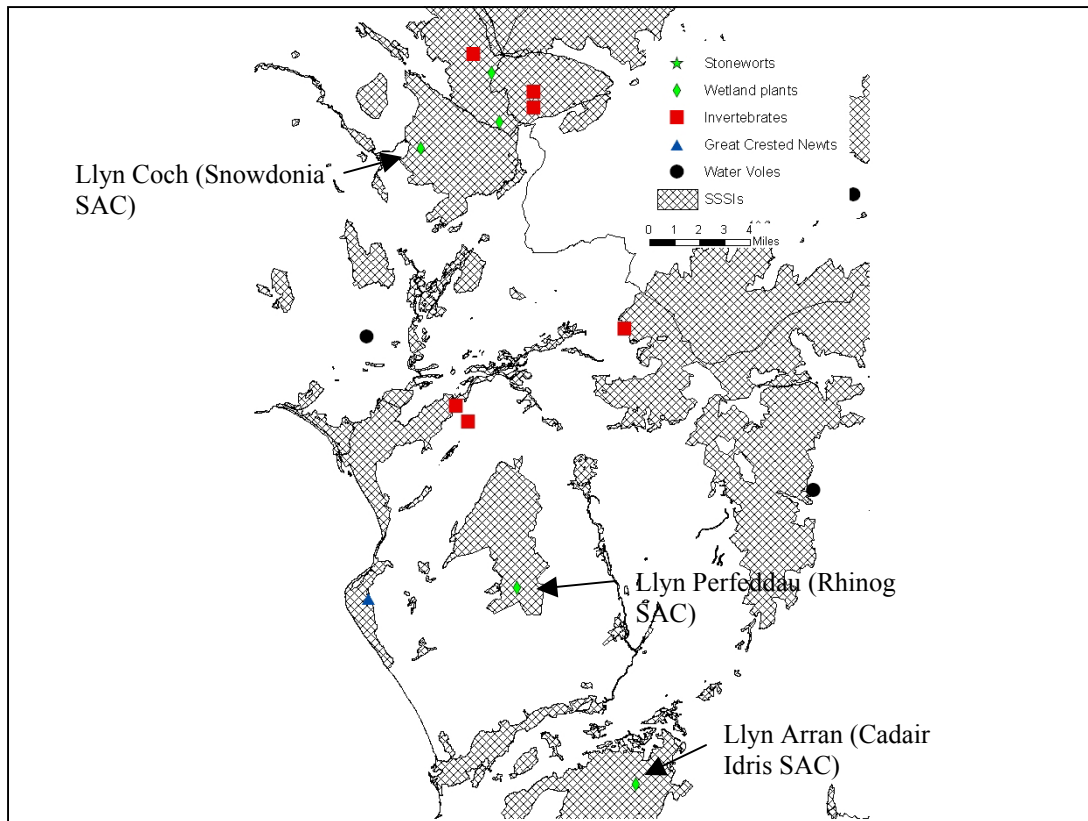 Stoneworts
Wetland plants
Invertebrates
Great Crested Newts
Water Voles
SSSIs
0 1 2 3 4
Miles
Llyn Coch (Snowdonia
SAC)
Llyn Perfeddau (Rhinog
SAC)
Llyn Arran (Cadair
Idris SAC)